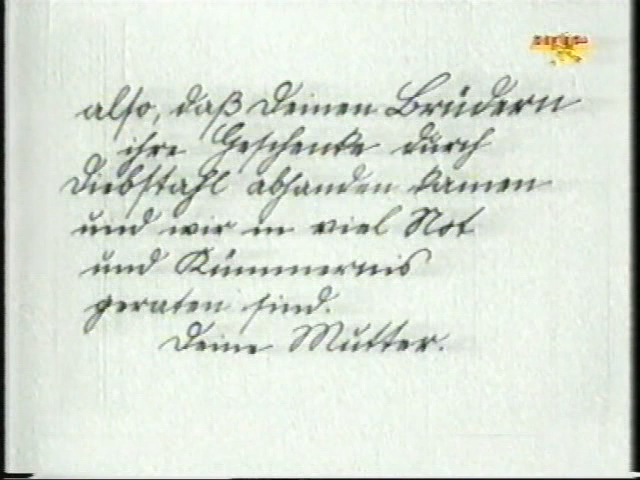 also, daß Deinen Brüdern
ihre Geschenke durch
Diebstahl abhanden kamen
und wir in viel Not
und Kümmernis
geraten sind.
Deine Mutter.